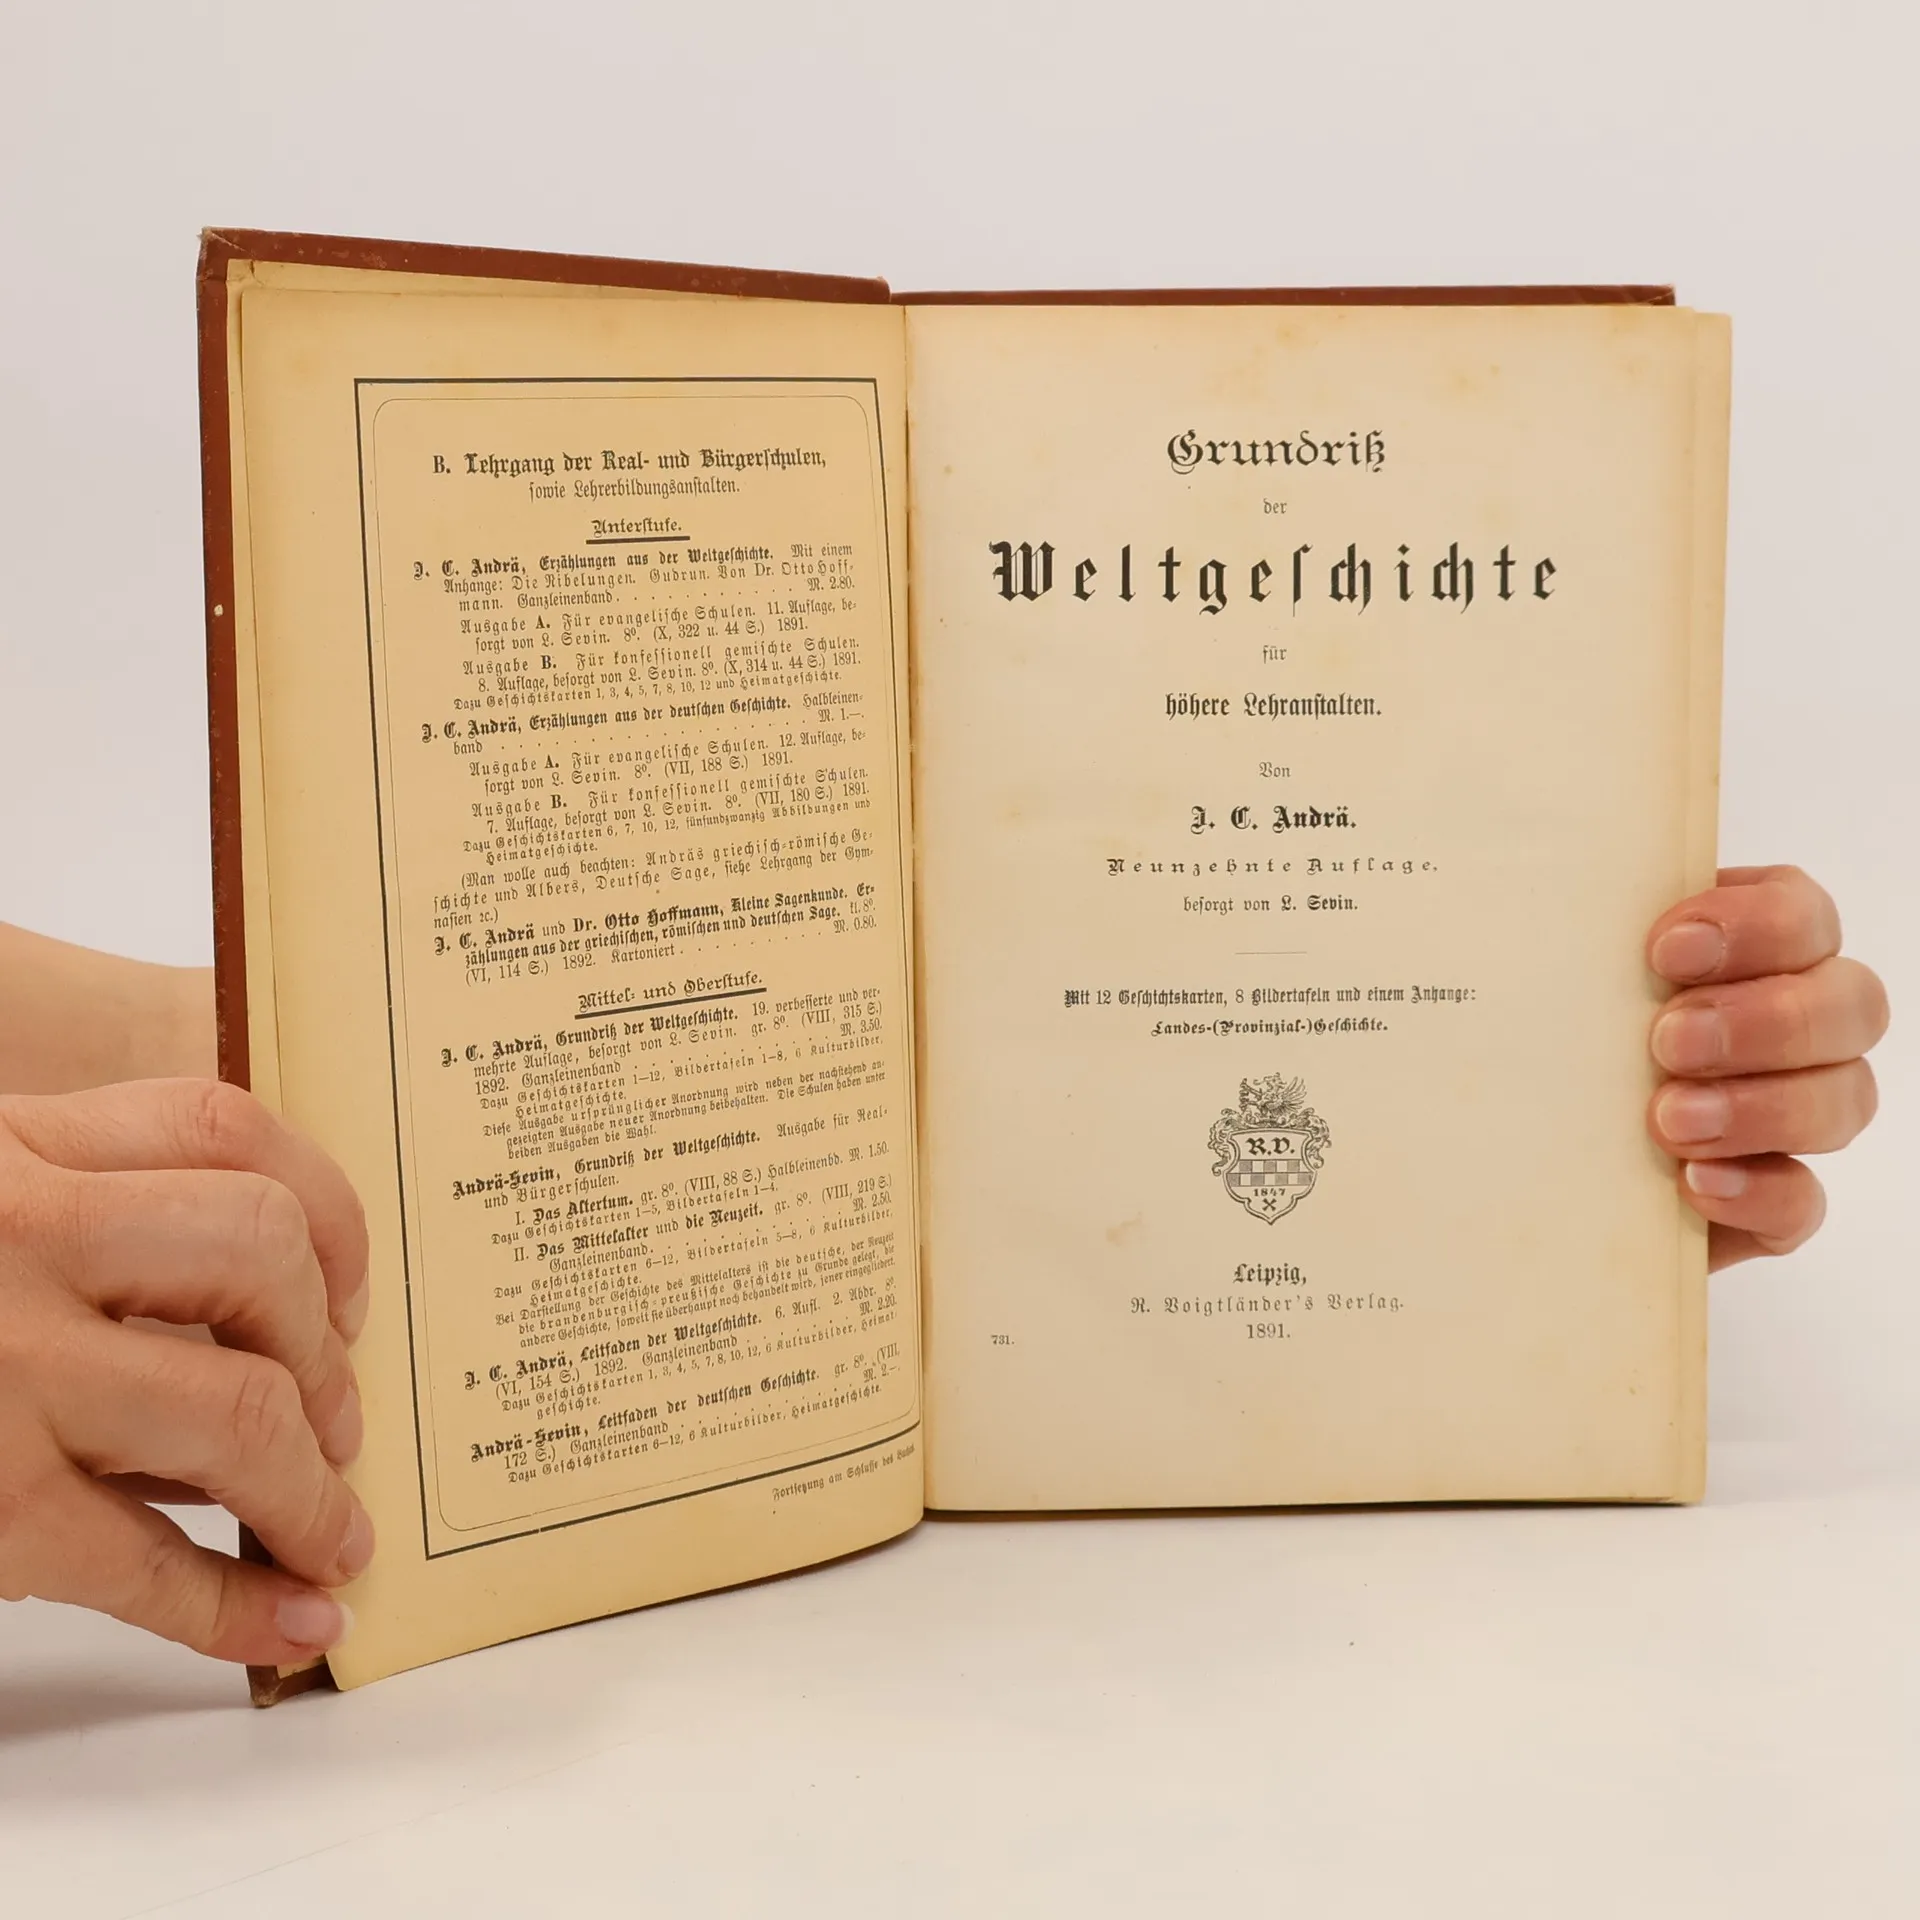 B. Lehrgang der Real- und Bürgerschulen,
sowie Lehrerbildungsanstalten.
Unterstufe.
J. C. Andrä, Erzählungen aus der Weltgeschichte. Mit einem
Anhange: Die Nibelungen. Gudrun. Von Dr. Otto Hoff-
mann. Ganzleinenband . . . . . . . . . . M. 2.80.
Ausgabe A. Für evangelische Schulen. 11. Auflage, be-
sorgt von L. Sevin. 8º. (X, 322 u. 44 S.) 1891.
Ausgabe B. Für konfessionell gemischte Schulen.
8. Auflage, besorgt von L. Sevin. 8º. (X, 314 u. 44 S.) 1891.
Dazu Geschichtskarten 1, 3, 4, 5, 7, 8, 10, 12 und Heimatgeschichte.
J. C. Andrä, Erzählungen aus der deutschen Geschichte. Halbleinen-
band . . . . . . . . . . . . . . . M. 1.—.
Ausgabe A. Für evangelische Schulen. 12. Auflage, be-
sorgt von L. Sevin. 8º. (VII, 188 S.) 1891.
Ausgabe B. Für konfessionell gemischte Schulen.
7. Auflage, besorgt von L. Sevin. 8º. (VII, 180 S.) 1891.
Dazu Geschichtskarten 6, 7, 10, 12, fünfundzwanzig Abbildungen und
Heimatgeschichte.
(Man wolle auch beachten: Andräs griechisch-römische Ge-
schichte und Albers, Deutsche Sage, siehe Lehrgang der Gym-
nasien ꝛc.)
J. C. Andrä und Dr. Otto Hoffmann, Kleine Sagenkunde. Er-
zählungen aus der griechischen, römischen und deutschen Sage. kl. 8º.
(VI, 114 S.) 1892. Kartoniert . . . . . . . . M. 0.80.
Mittel- und Oberstufe.
J. C. Andrä, Grundriß der Weltgeschichte. 19. verbesserte und ver-
mehrte Auflage, besorgt von L. Sevin. gr. 8º. (VIII, 315 S.)
1892. Ganzleinenband . . . . . . . . . . M. 3.50.
Dazu Geschichtskarten 1—12, Bildertafeln 1—8, 6 Kulturbilder,
Heimatgeschichte.
Diese Ausgabe ursprünglicher Anordnung wird neben der nachstehend an-
gezeigten Ausgabe neuer Anordnung beibehalten. Die Schulen haben unter
beiden Ausgaben die Wahl.
Andrä-Sevin, Grundriß der Weltgeschichte. Ausgabe für Real-
und Bürgerschulen.
I. Das Altertum. gr. 8º. (VIII, 88 S.) Halbleinenbd. M. 1.50.
Dazu Geschichtskarten 1—5, Bildertafeln 1—4.
II. Das Mittelalter und die Neuzeit. gr. 8º. (VIII, 219 S.)
Ganzleinenband. . . . . . . . . . . . M. 2.50.
Dazu Geschichtskarten 6—12, Bildertafeln 5—8, 6 Kulturbilder,
Heimatgeschichte.
Bei Darstellung der Geschichte des Mittelalters ist die deutsche, der Neuzeit
die brandenburgisch-preußische Geschichte zu Grunde gelegt, die
andere Geschichte, soweit sie überhaupt noch behandelt wird, jener eingegliedert.
J. C. Andrä, Leitfaden der Weltgeschichte. 6. Aufl. 2. Abdr. 8º.
(VI, 154 S.) 1892. Ganzleinenband . . . . . . M. 2.20.
Dazu Geschichtskarten 1, 3, 4, 5, 7, 8, 10, 12, 6 Kulturbilder, Heimat-
geschichte.
Andrä-Sevin, Leitfaden der deutschen Geschichte. gr. 8º. (VIII,
172 S.) Ganzleinenband . . . . . . . . . M. 2.—.
Dazu Geschichtskarten 6—12, 6 Kulturbilder, Heimatgeschichte.
Fortsetzung am Schlusse des Buches.
Grundriß
der
Weltgeschichte
für
höhere Lehranstalten.
Von
J. C. Andrä.
Neunzehnte Auflage,
besorgt von L. Sevin.
Mit 12 Geschichtskarten, 8 Bildertafeln und einem Anhange:
Landes-(Provinzial-)Geschichte.
R.V.
1847
Leipzig,
R. Voigtländer's Verlag.
1891.
731.